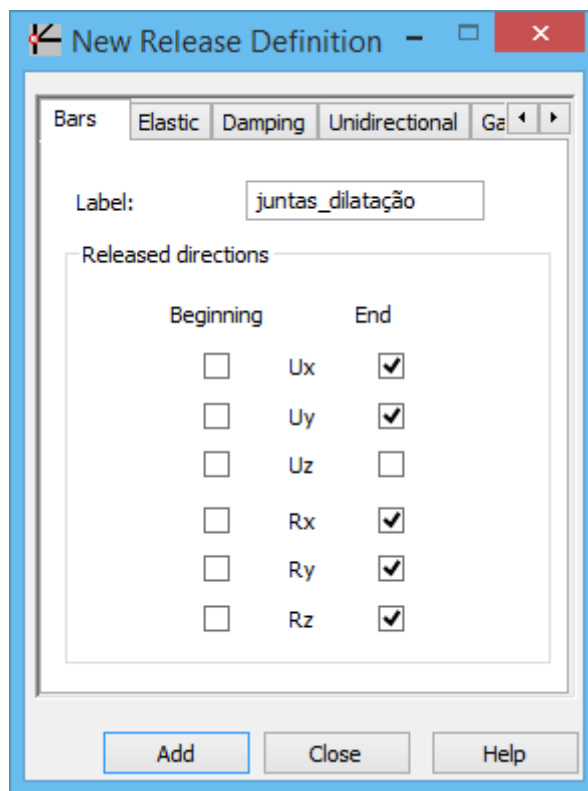 New Release Definition
Bars Elastic Damping Unidirectional Ga
Label: juntas_dilatação
Released directions
Beginning End
Ux
Uy
Uz
Rx
Ry
Rz
Add Close Help